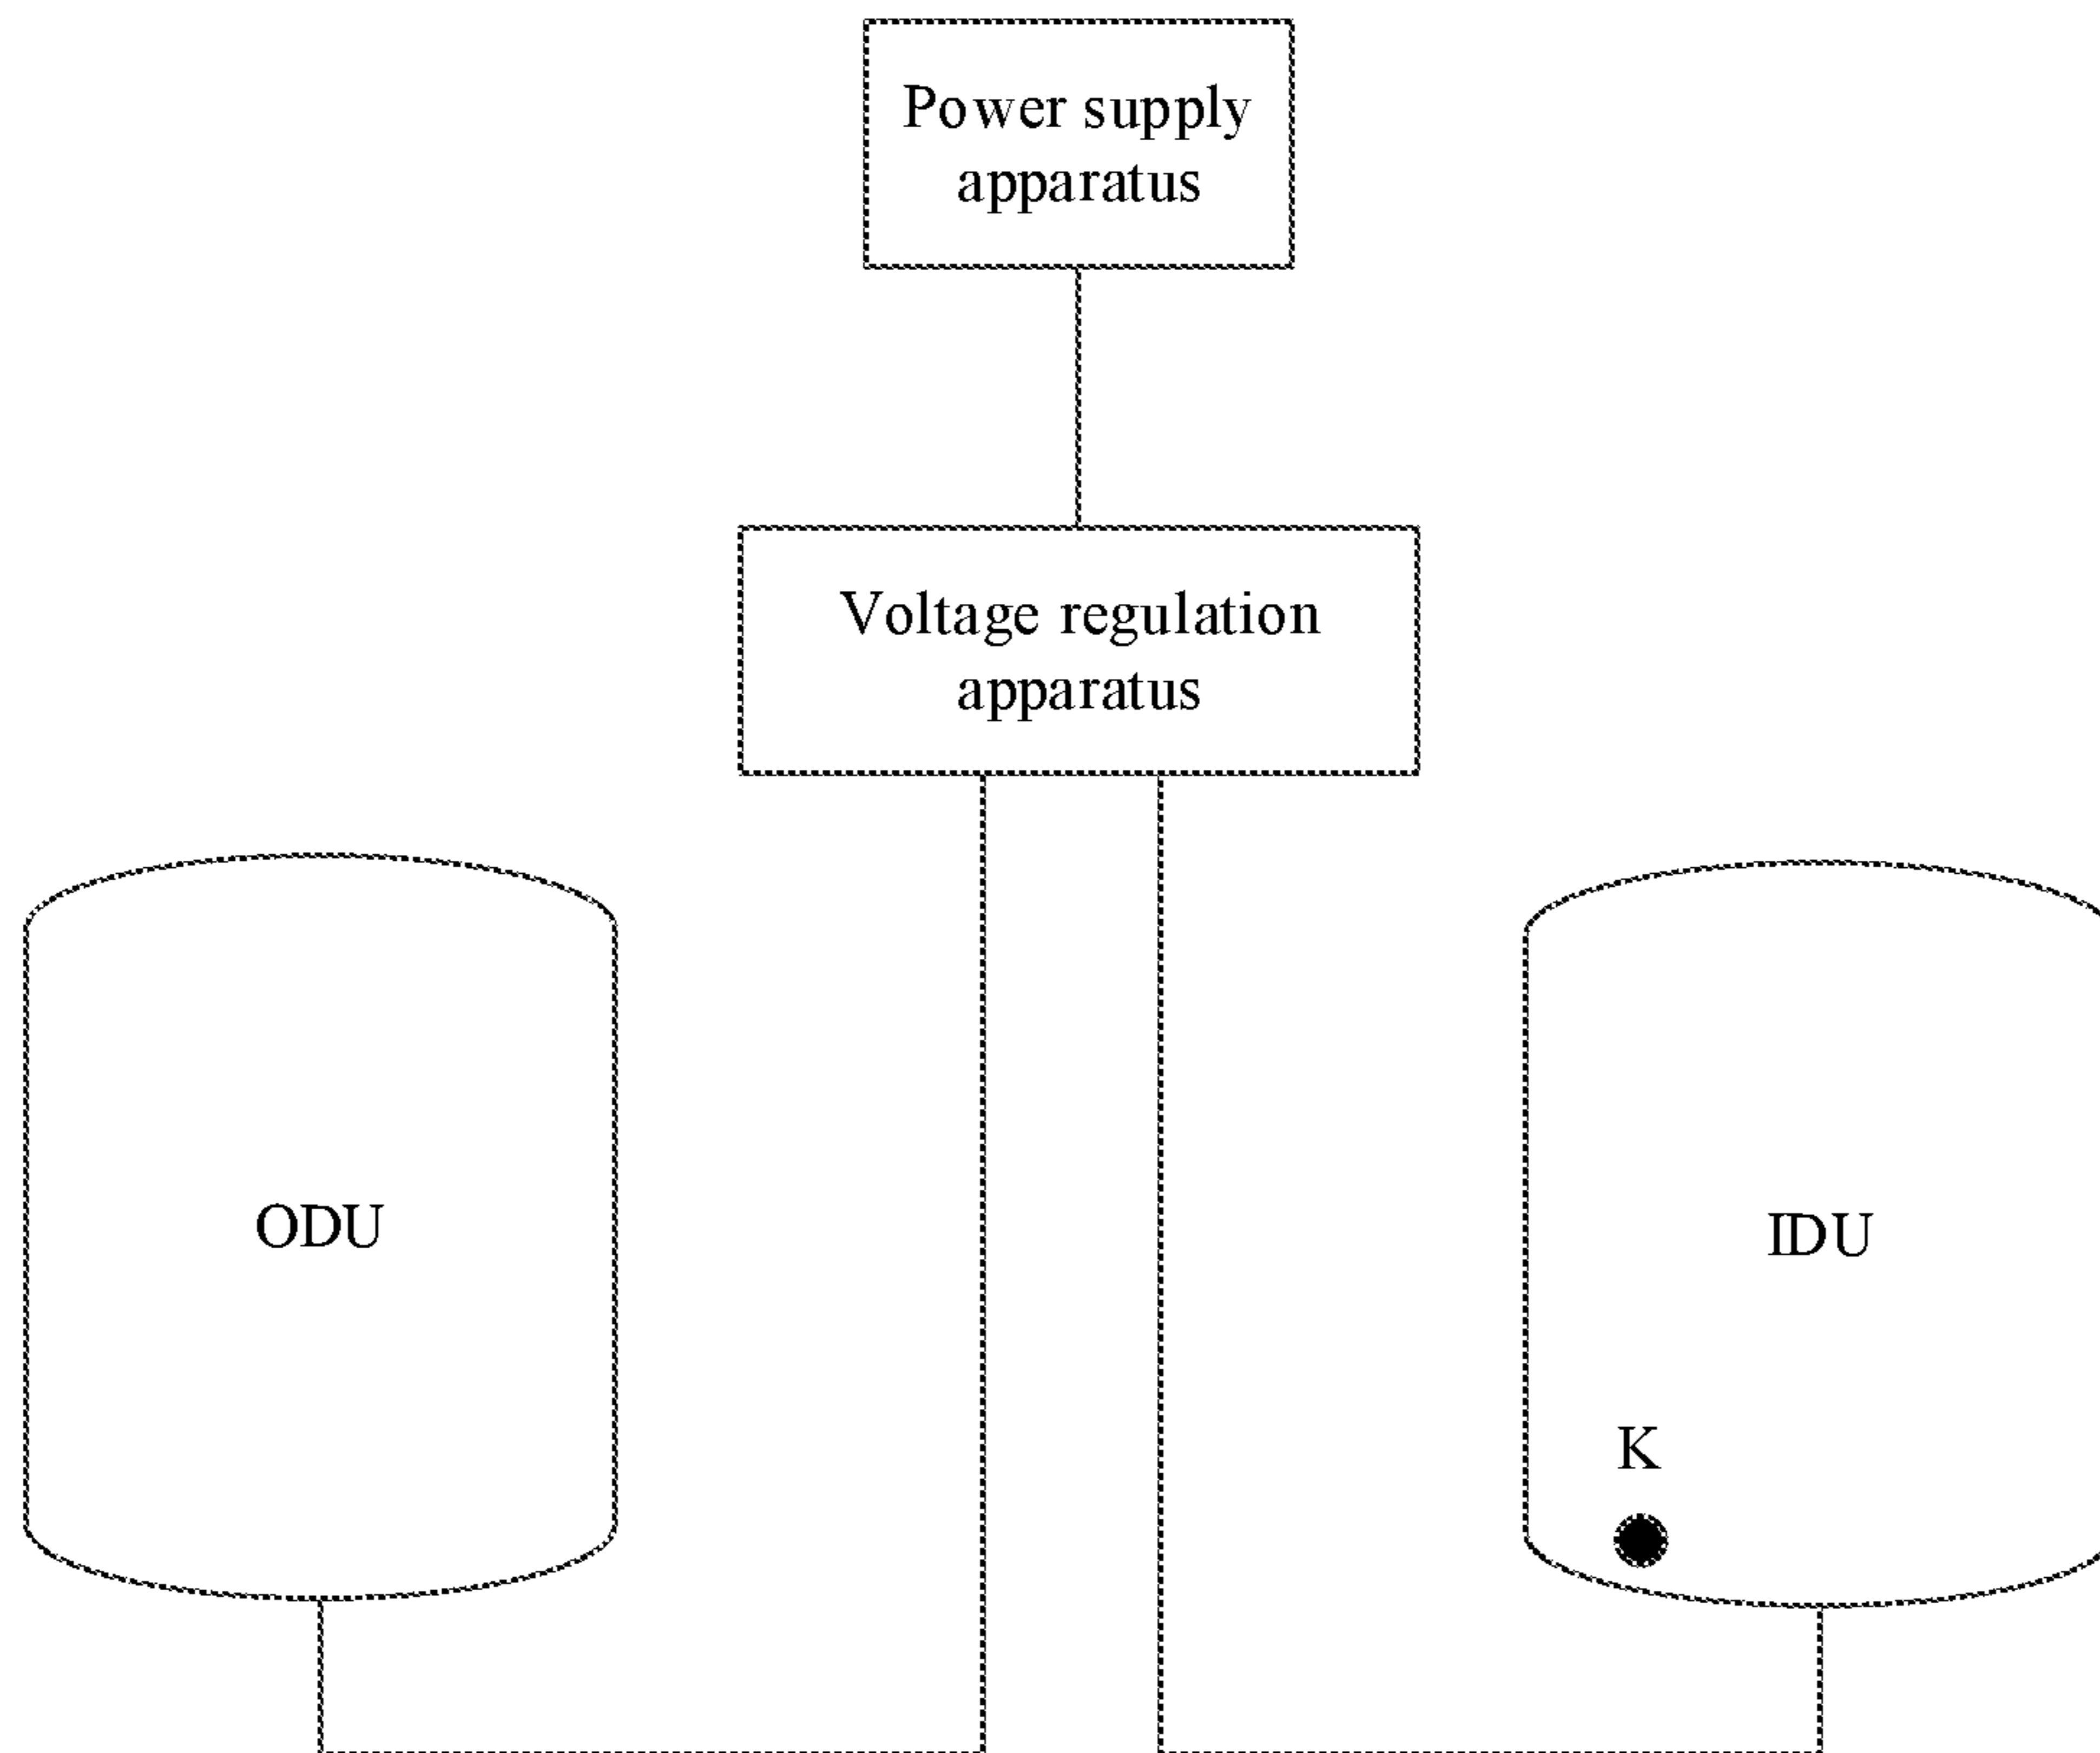 Power supply
apparatus
Voltage regulation
apparatus
ODU
IDU
K